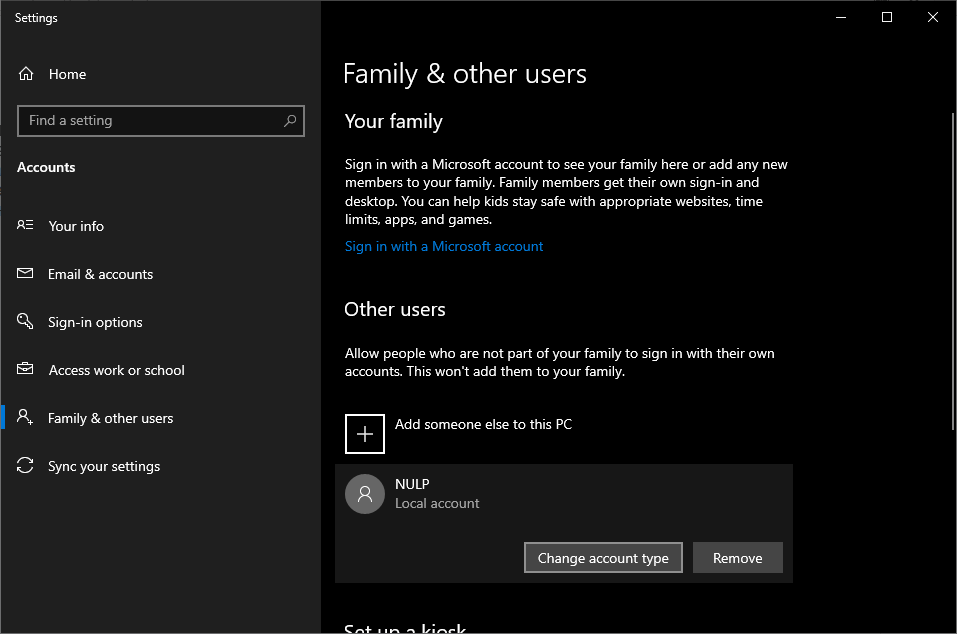 Settings
Home
Find a setting
Accounts
Your info
Email & accounts
Sign-in options
Access work or school
Family & other users
Sync your settings
Family & other users
Your family
Sign in with a Microsoft account to see your family here or add any new
members to your family. Family members get their own sign-in and
desktop. You can help kids stay safe with appropriate websites, time
limits, apps, and games.
Sign in with a Microsoft account
Other users
Allow people who are not part of your family to sign in with their own
accounts. This won't add them to your family.
Add someone else to this PC
NULP
Local account
Change account type
Remove
Set up a kiosk